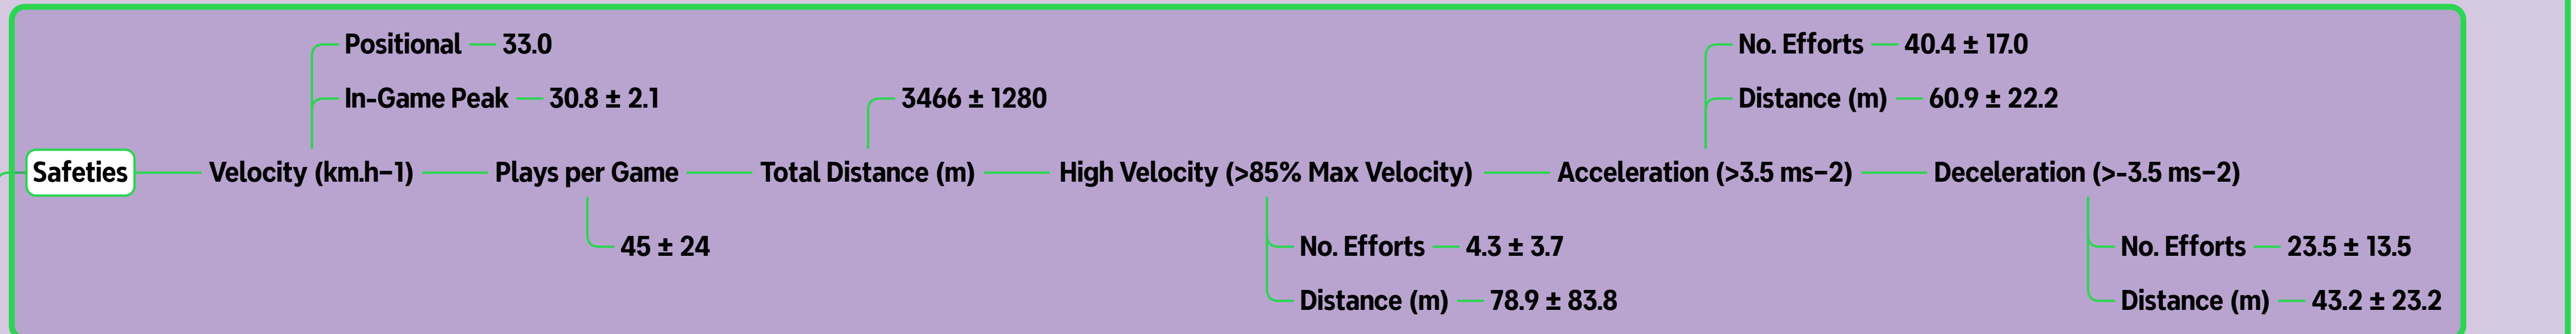 Positional 33.0
In-Game Peak 30.8 ± 2.1
3466 ± 1280
No. Efforts 40.4 ± 17.0
Distance (m) 60.9 ± 22.2
Safeties Velocity (km.h−1) Plays per Game Total Distance (m) High Velocity (>85% Max Velocity) Acceleration (>3.5 ms−2) Deceleration (>-3.5 ms−2)
45 ± 24
No. Efforts 4.3 ± 3.7
Distance (m) 78.9 ± 83.8
No. Efforts 23.5 ± 13.5
Distance (m) 43.2 ± 23.2